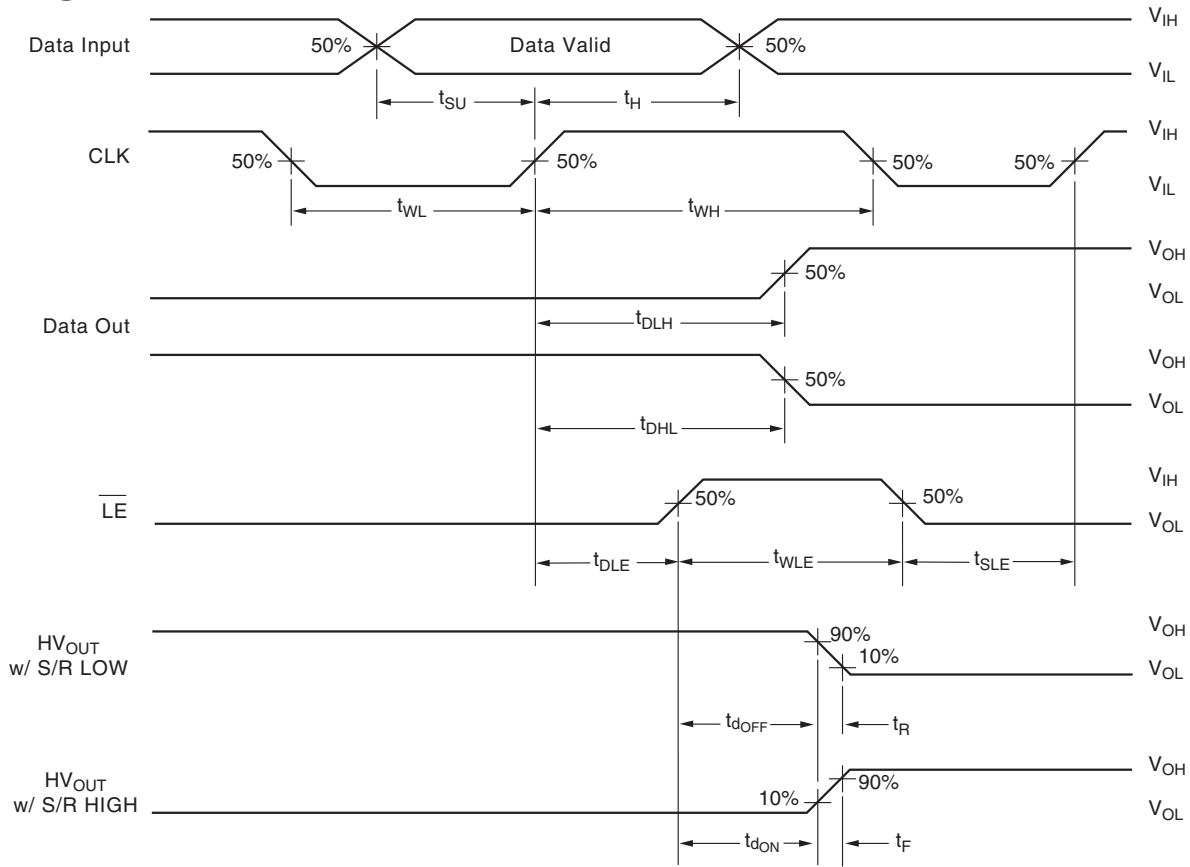 V_IH
Data Input 50% Data Valid 50%
V_IL
t_SU t_H
V_IH
CLK 50% 50% 50% 50%
V_IL
t_WL t_WH
V_OH
50%
V_OL
Data Out t_DLH
V_OH
50%
V_OL
t_DHL
V_IH
LE 50% 50%
V_OL
t_DLE t_WLE t_SLE
V_OH
HV_OUT 90%
w/ S/R LOW 10%
V_OL
t_dOFF t_R
V_OH
HV_OUT 90%
w/ S/R HIGH 10%
V_OL
t_dON t_F